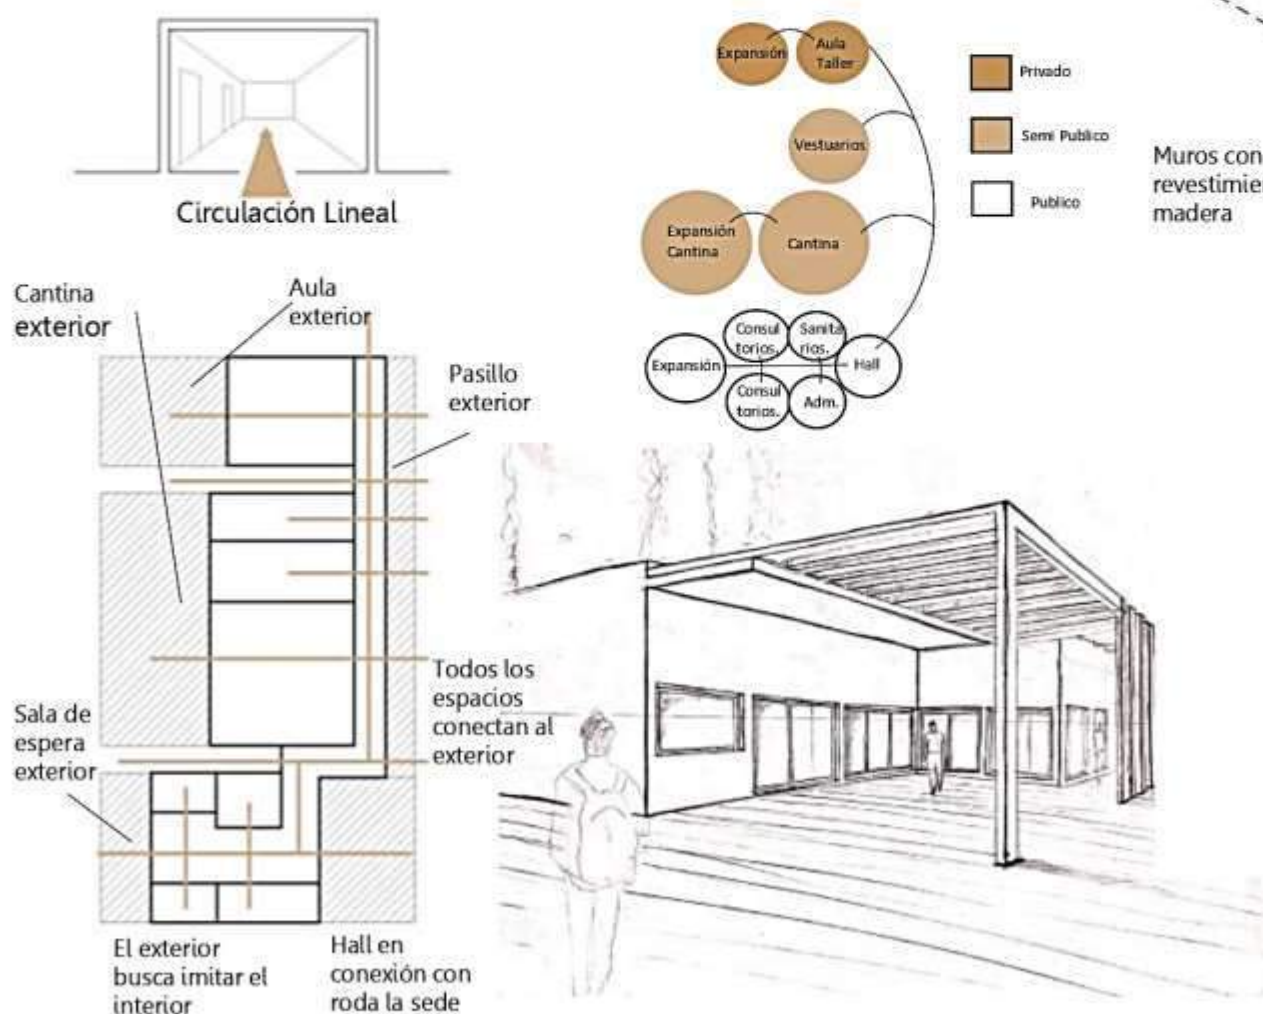 Circulación Lineal
Expansión
Aula
Taller
Vestuarios
Expansión
Cantina
Cantina
Expansión
Consul
torios.
Sanita
rios.
Hall
Consul
torios.
Adm.
Privado
Semi Publico
Publico
Muros con
revestimie
madera
Cantina
exterior
Aula
exterior
Pasillo
exterior
Todos los
espacios
conectan al
exterior
Sala de
espera
exterior
El exterior
busca imitar el
interior
Hall en
conexión con
roda la sede